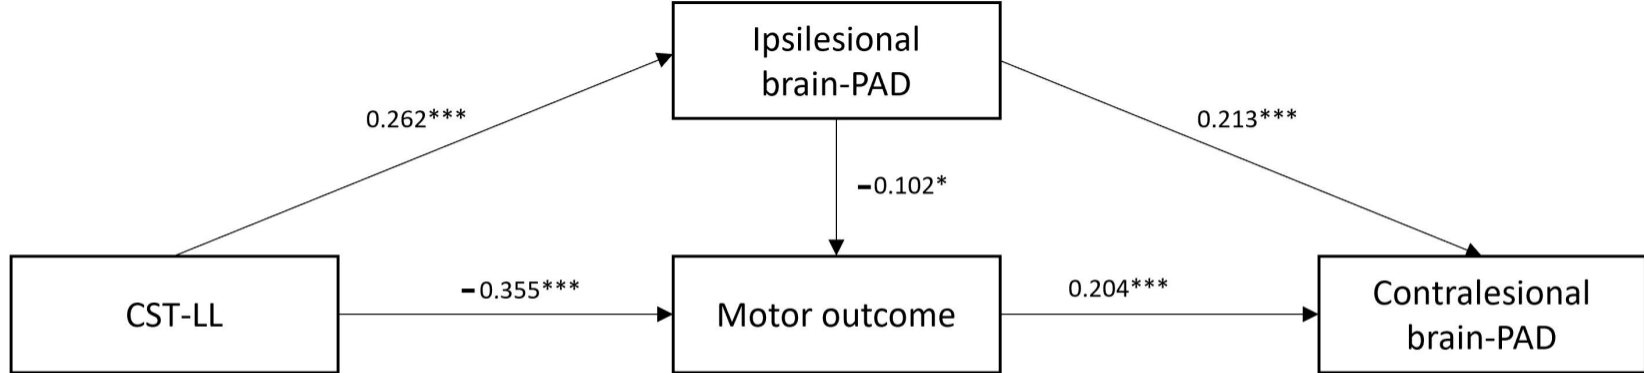 Ipsilesional
brain-PAD
0.262***
0.213***
−0.102*
CST-LL
−0.355***
Motor outcome
0.204***
Contralesional
brain-PAD